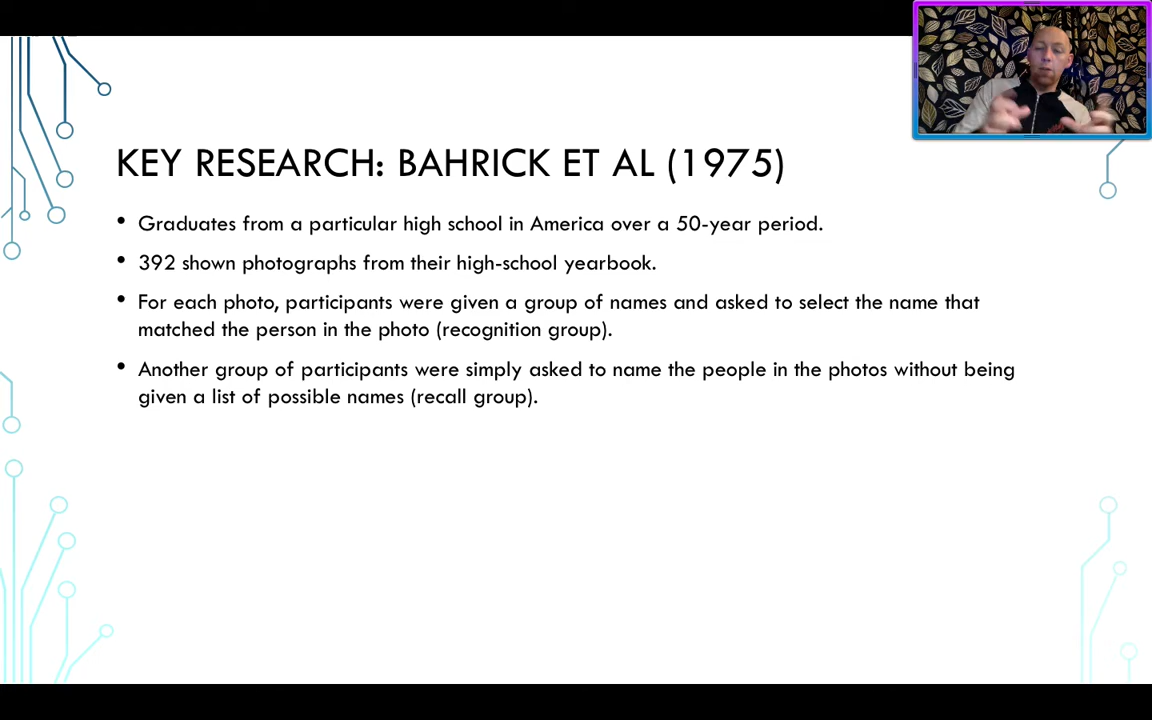 KEY RESEARCH: BAHRICK ET AL (1975)
• Graduates from a particular high school in America over a 50-year period.
• 392 shown photographs from their high-school yearbook.
• For each photo, participants were given a group of names and asked to select the name that
matched the person in the photo (recognition group).
• Another group of participants were simply asked to name the people in the photos without being
given a list of possible names (recall group).